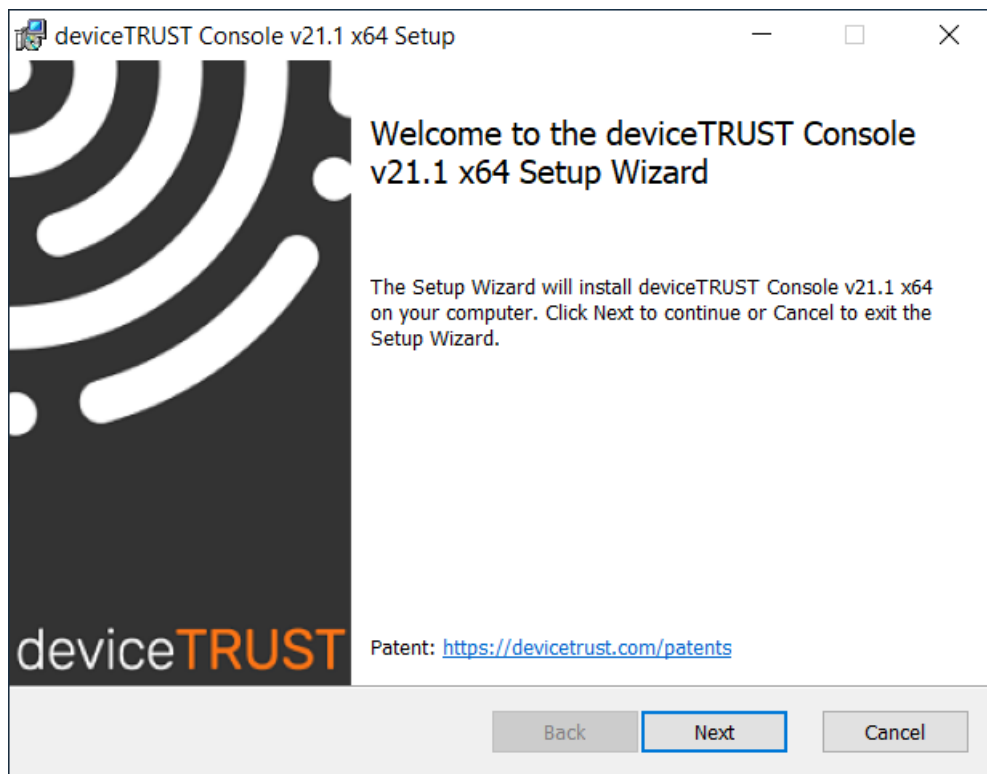 deviceTRUST Console v21.1 x64 Setup
Welcome to the deviceTRUST Console
v21.1 x64 Setup Wizard
The Setup Wizard will install deviceTRUST Console v21.1 x64
on your computer. Click Next to continue or Cancel to exit the
Setup Wizard.
deviceTRUST
Patent: https://devicetrust.com/patents
Back
Next
Cancel